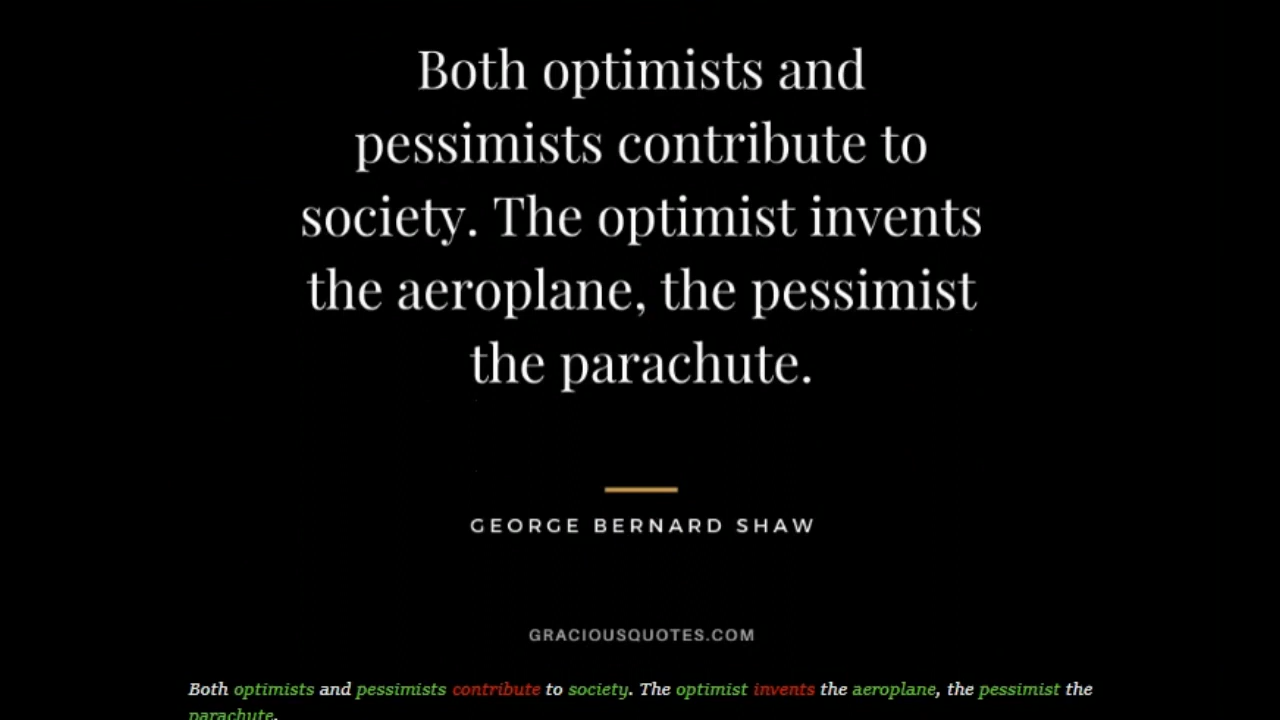 Both optimists and
pessimists contribute to
society. The optimist invents
the aeroplane, the pessimist
the parachute.
GEORGE BERNARD SHAW
GRACIOUSQUOTES.COM
Both optimists and pessimists contribute to society. The optimist invents the aeroplane, the pessimist the
parachute.